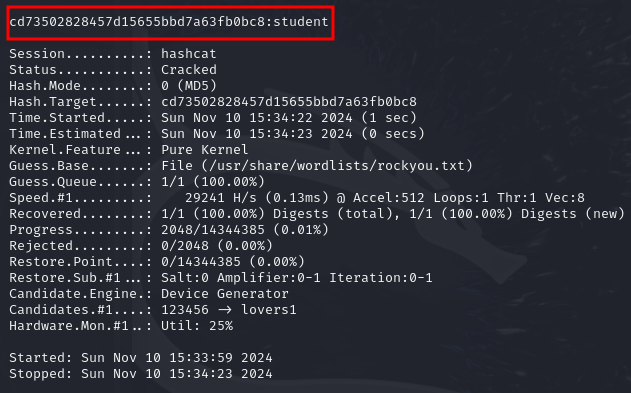 cd73502828457d15655bbd7a63fb0bc8:student
Session..........: hashcat
Status...........: Cracked
Hash.Mode........: 0 (MD5)
Hash.Target......: cd73502828457d15655bbd7a63fb0bc8
Time.Started.....: Sun Nov 10 15:34:22 2024 (1 sec)
Time.Estimated...: Sun Nov 10 15:34:23 2024 (0 secs)
Kernel.Feature...: Pure Kernel
Guess.Base.......: File (/usr/share/wordlists/rockyou.txt)
Guess.Queue......: 1/1 (100.00%)
Speed.#1.........:    29241 H/s (0.13ms) @ Accel:512 Loops:1 Thr:1 Vec:8
Recovered........: 1/1 (100.00%) Digests (total), 1/1 (100.00%) Digests (new)
Progress.........: 2048/14344385 (0.01%)
Rejected.........: 0/2048 (0.00%)
Restore.Point....: 0/14344385 (0.00%)
Restore.Sub.#1...: Salt:0 Amplifier:0-1 Iteration:0-1
Candidate.Engine.: Device Generator
Candidates.#1....: 123456 -> lovers1
Hardware.Mon.#1..: Util: 25%
Started: Sun Nov 10 15:33:59 2024
Stopped: Sun Nov 10 15:34:23 2024